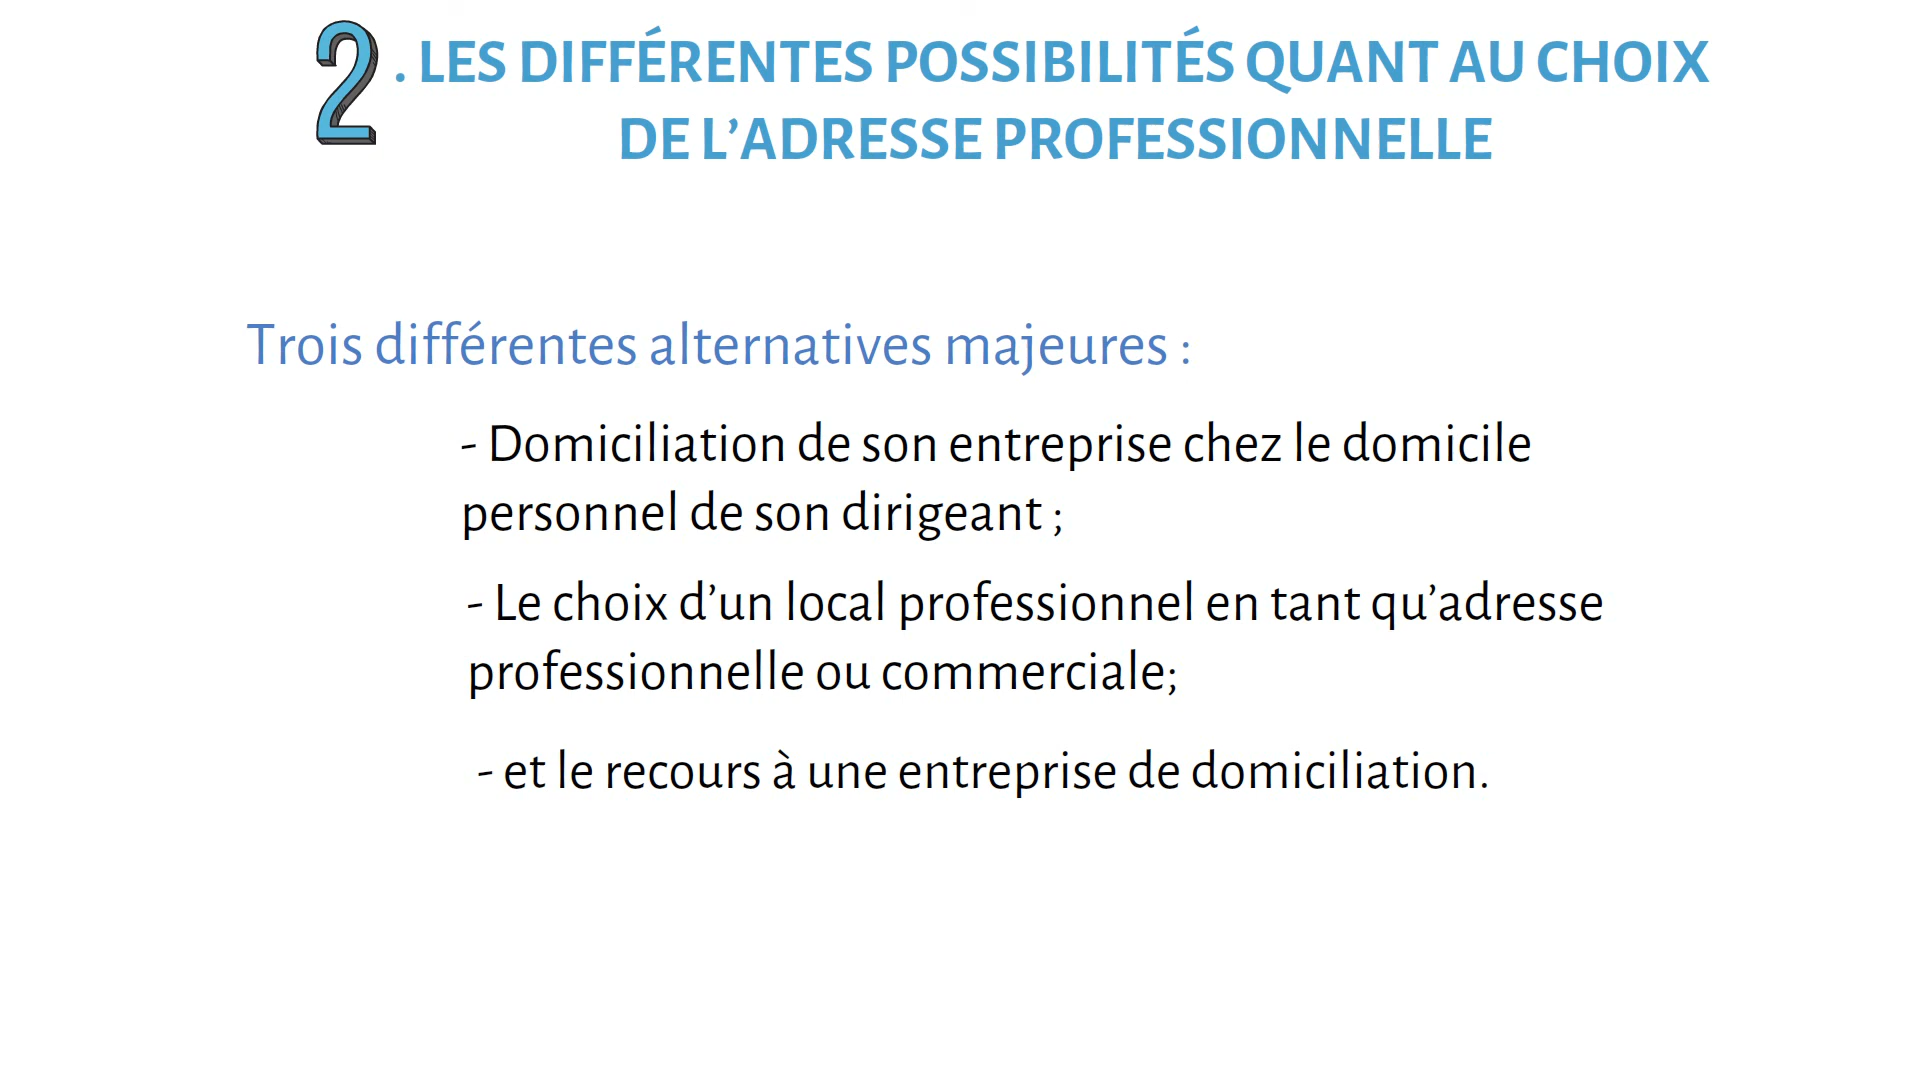 2. LES DIFFÉRENTES POSSIBILITÉS QUANT AU CHOIX
DE L’ADRESSE PROFESSIONNELLE
Trois différentes alternatives majeures :
- Domiciliation de son entreprise chez le domicile
personnel de son dirigeant ;
- Le choix d’un local professionnel en tant qu’adresse
professionnelle ou commerciale;
- et le recours à une entreprise de domiciliation.